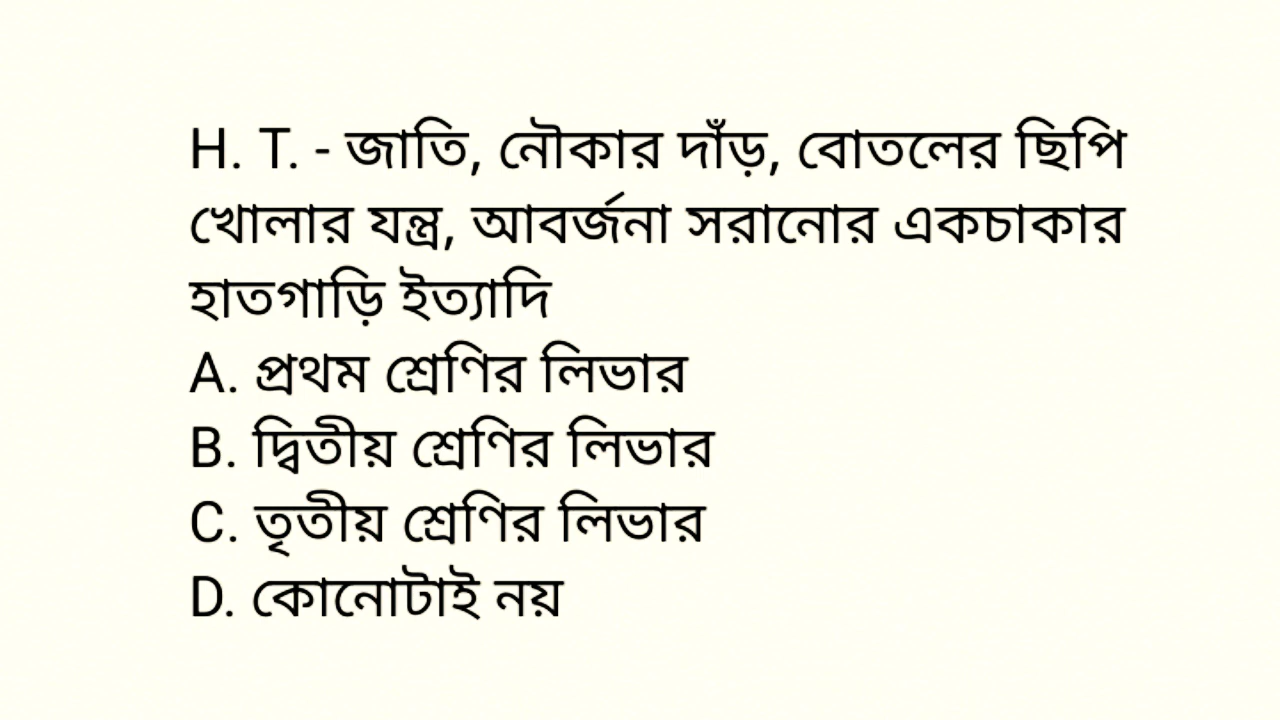 H. T. - জাতি, নৌকার দাঁড়, বোতলের ছিপি
খোলার যন্ত্র, আবর্জনা সরানোর একচাকার
হাতগাড়ি ইত্যাদি
A. প্রথম শ্রেণির লিভার
B. দ্বিতীয় শ্রেণির লিভার
C. তৃতীয় শ্রেণির লিভার
D. কোনোটাই নয়